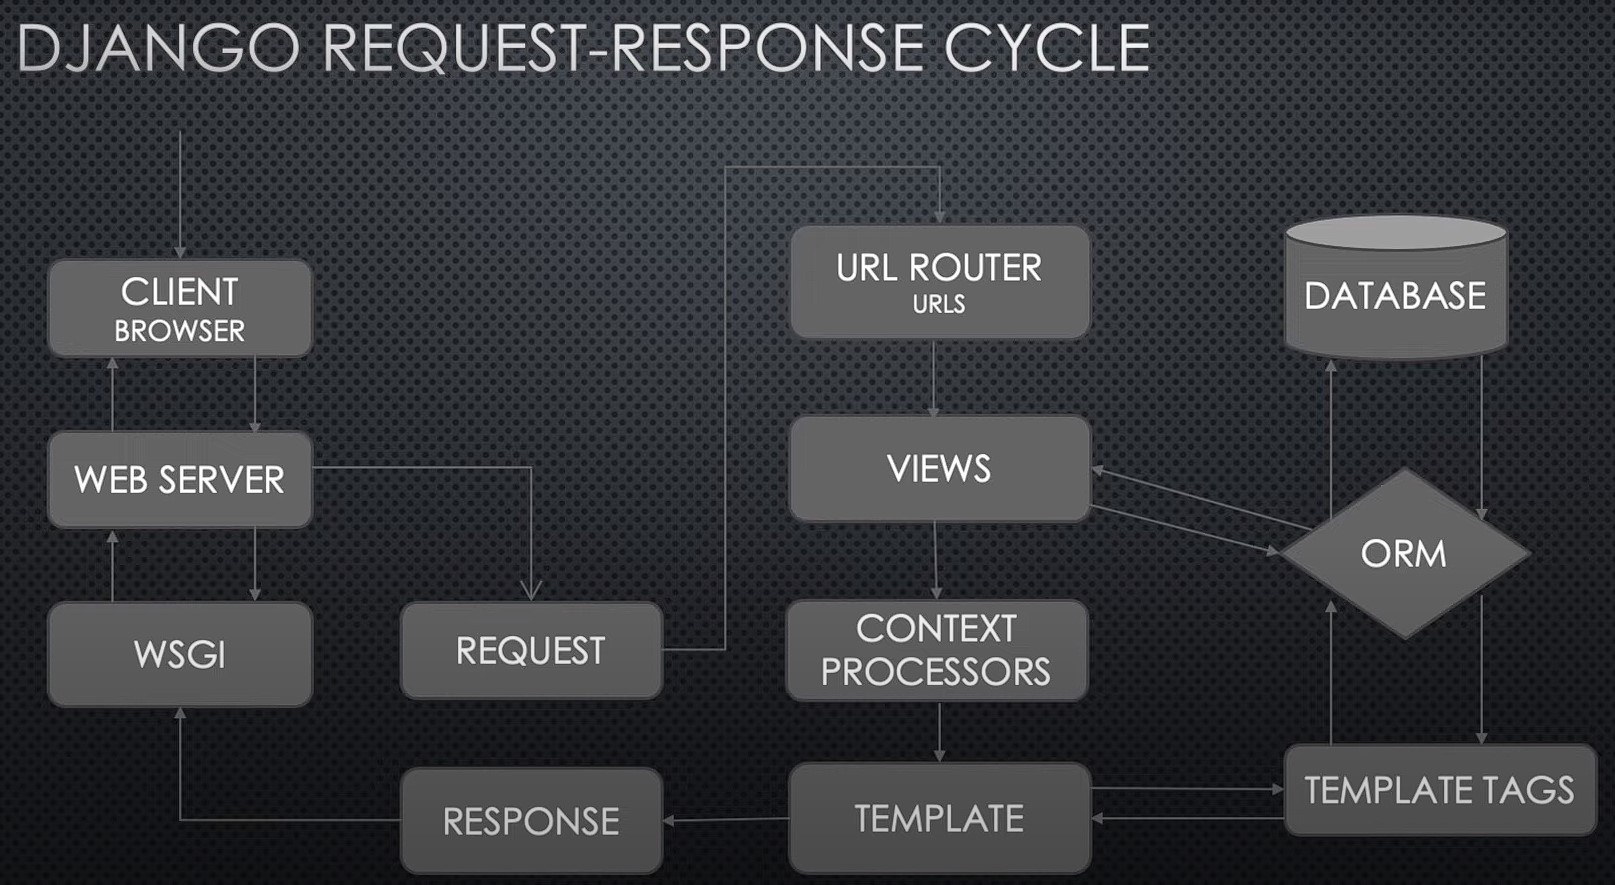 DJANGO REQUEST-RESPONSE CYCLE
CLIENT
BROWSER
WEB SERVER
WSGI
REQUEST
RESPONSE
URL ROUTER
URLS
VIEWS
CONTEXT
PROCESSORS
TEMPLATE
DATABASE
ORM
TEMPLATE TAGS